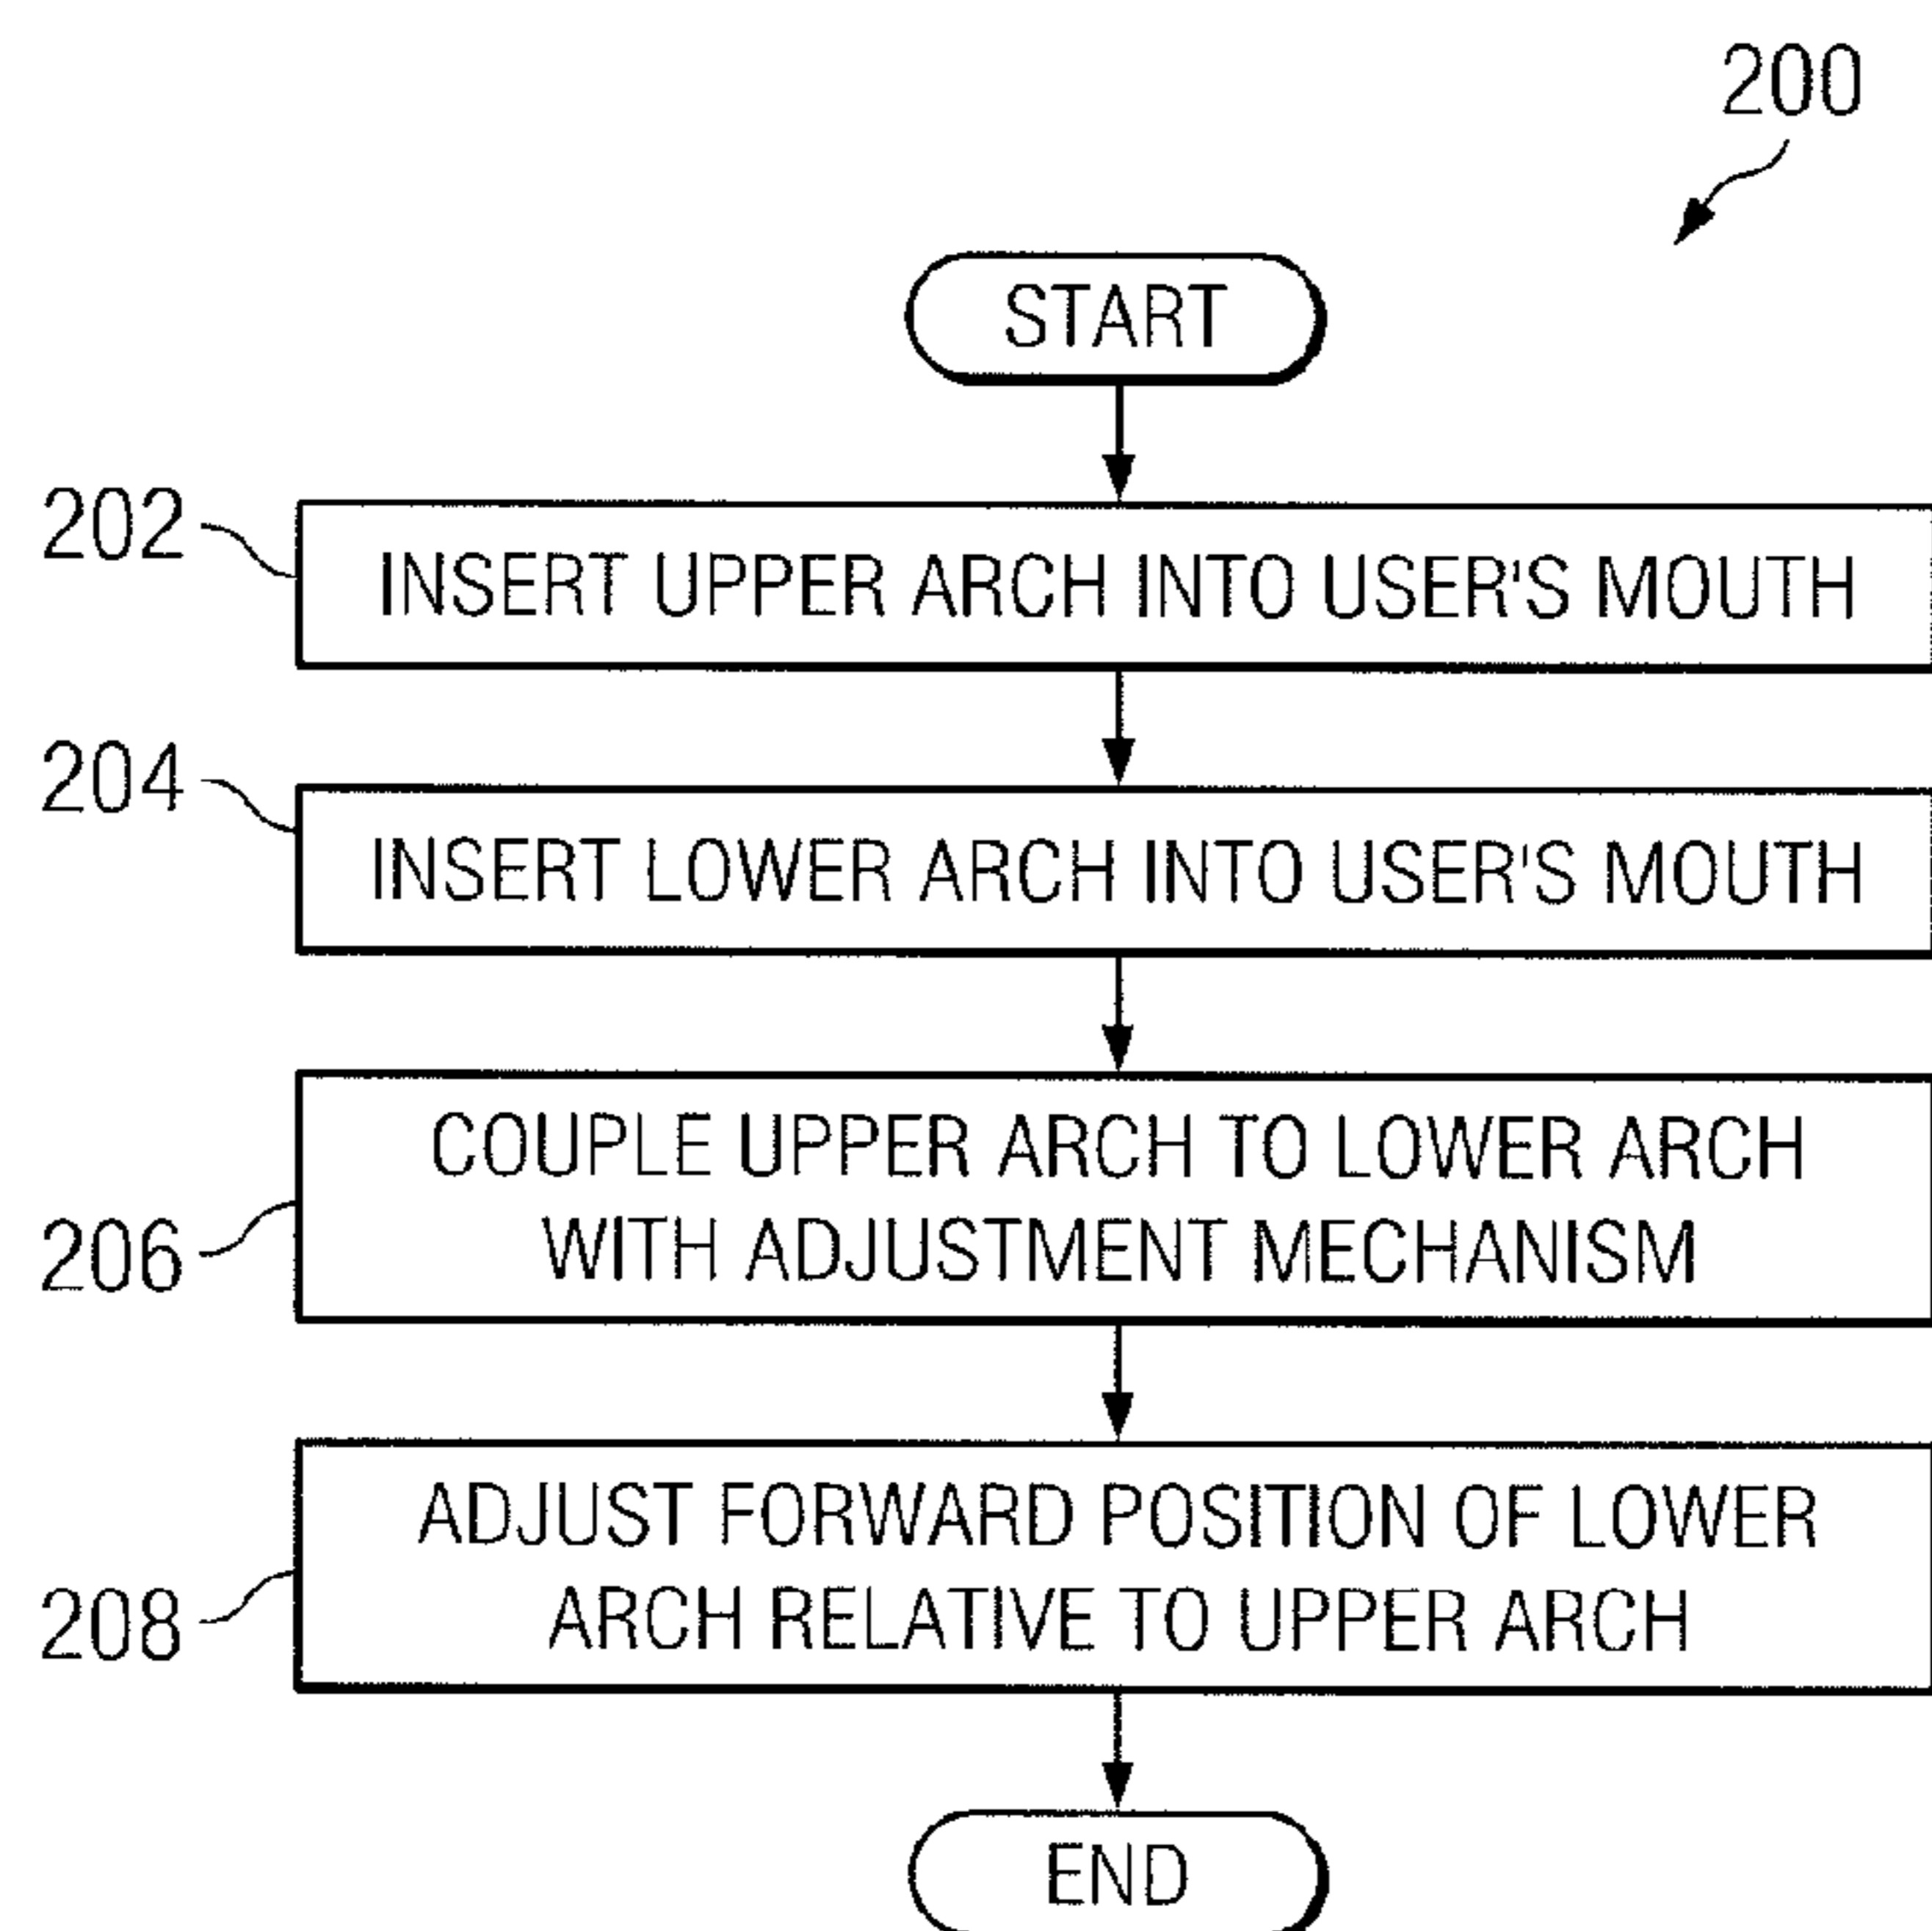 200
START
202
INSERT UPPER ARCH INTO USER'S MOUTH
204
INSERT LOWER ARCH INTO USER'S MOUTH
206
COUPLE UPPER ARCH TO LOWER ARCH
WITH ADJUSTMENT MECHANISM
208
ADJUST FORWARD POSITION OF LOWER
ARCH RELATIVE TO UPPER ARCH
END